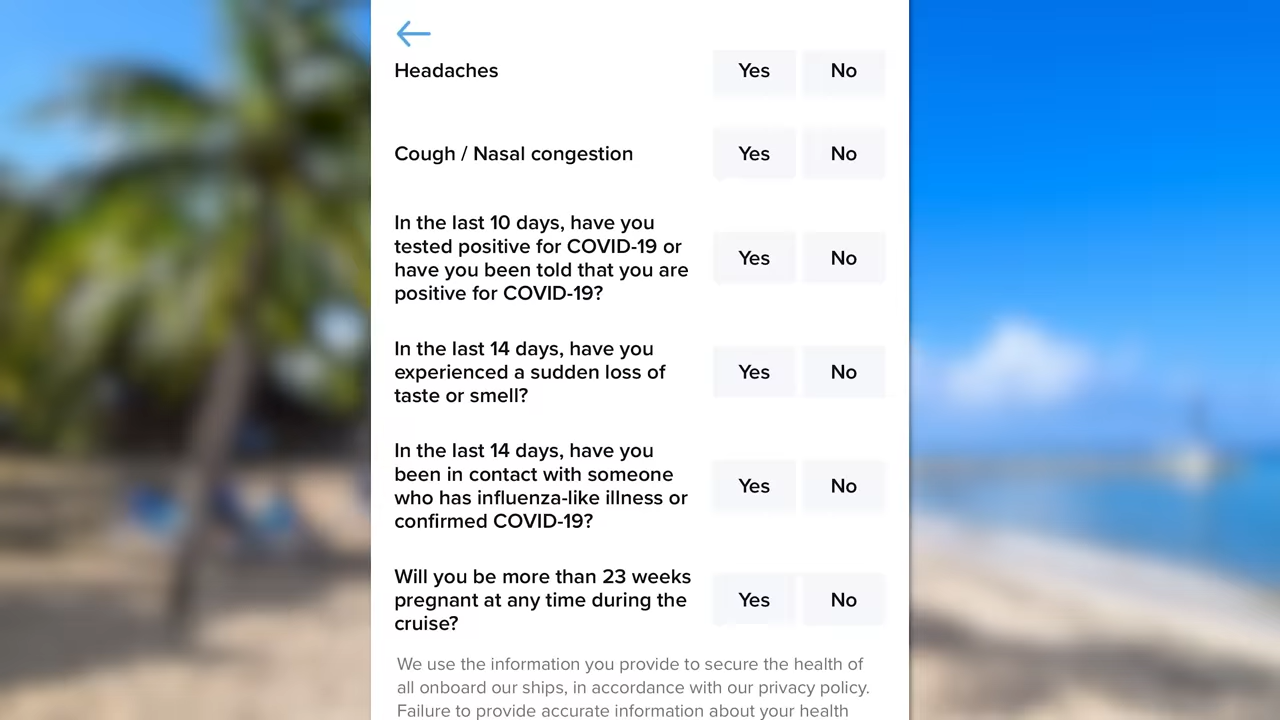 Headaches Yes No
Cough / Nasal congestion Yes No
In the last 10 days, have you
tested positive for COVID-19 or
have you been told that you are
positive for COVID-19?
Yes No
In the last 14 days, have you
experienced a sudden loss of
taste or smell?
Yes No
In the last 14 days, have you
been in contact with someone
who has influenza-like illness or
confirmed COVID-19?
Yes No
Will you be more than 23 weeks
pregnant at any time during the
cruise?
Yes No
We use the information you provide to secure the health of
all onboard our ships, in accordance with our privacy policy.
Failure to provide accurate information about your health